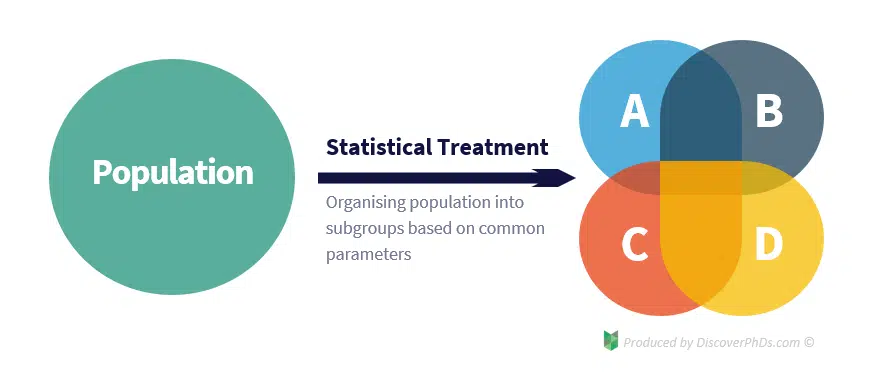 Population
Statistical Treatment
Organising population into
subgroups based on common
parameters
A
B
C
D
Produced by DiscoverPhDs.com ©